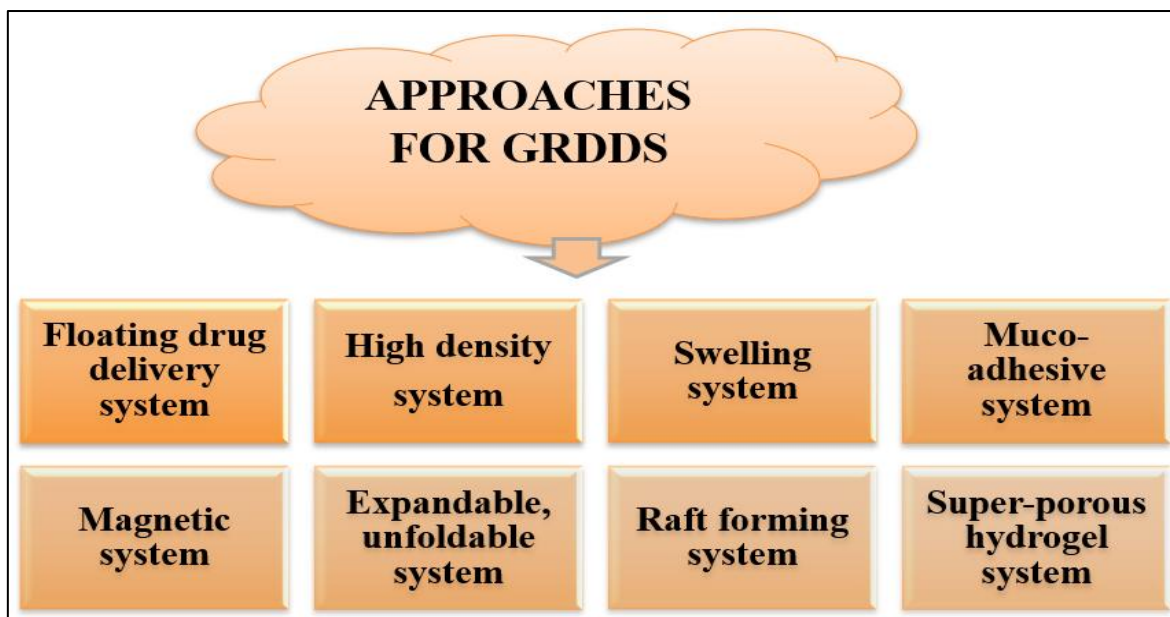 APPROACHES
FOR GRDDS
Floating drug
delivery
system
High density
system
Swelling
system
Muco-
adhesive
system
Magnetic
system
Expandable,
unfoldable
system
Raft forming
system
Super-porous
hydrogel
system